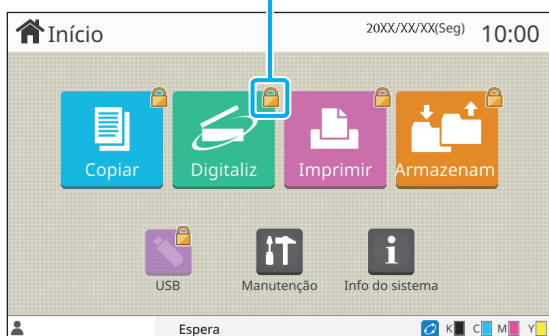 Início 20XX/XX/XX(Seg) 10:00
Copiar Digitaliz Imprimir Armazenam
USB Manutenção Info do sistema
Espera K C M Y